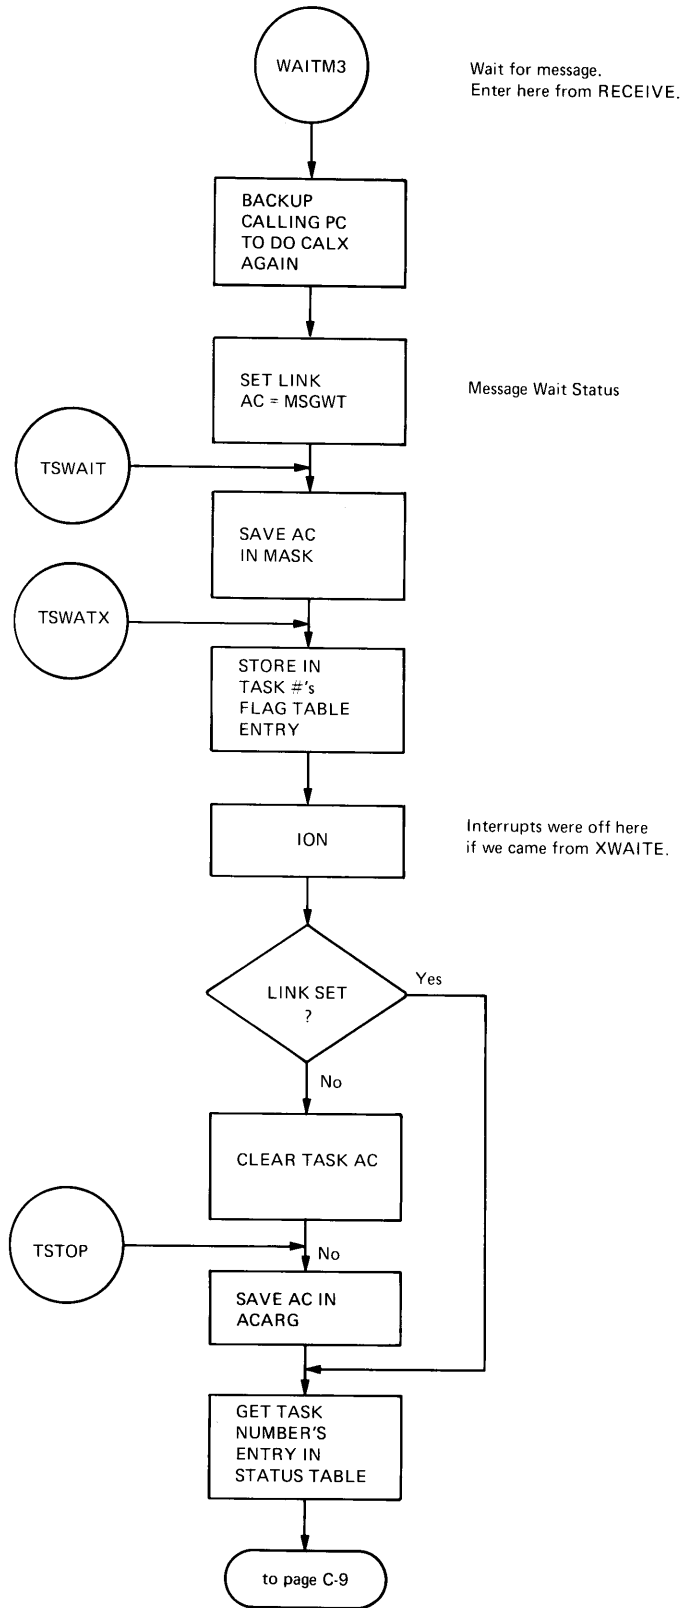 WAITM3
Wait for message.
Enter here from RECEIVE.
BACKUP
CALLING PC
TO DO CALX
AGAIN
SET LINK
AC = MSGWT
Message Wait Status
TSWAIT
SAVE AC
IN MASK
TSWATX
STORE IN
TASK #'s
FLAG TABLE
ENTRY
ION
Interrupts were off here
if we came from XWAITE.
LINK SET
?
Yes
No
CLEAR TASK AC
TSTOP
No
SAVE AC IN
ACARG
GET TASK
NUMBER'S
ENTRY IN
STATUS TABLE
to page C-9